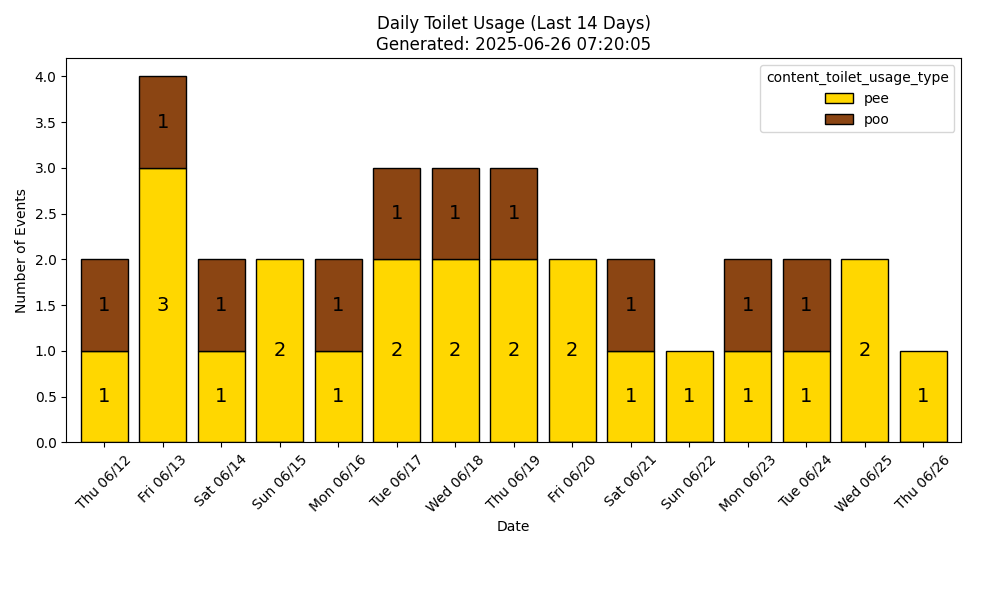 Daily Toilet Usage (Last 14 Days)
Generated: 2025-06-26 07:20:05
content_toilet_usage_type
pee
poo
Number of Events
4.0
3.5
3.0
2.5
2.0
1.5
1.0
0.5
0.0
1
1
3
1
1
1
2
1
1
2
1
2
1
2
1
2
1
1
1
1
1
1
1
2
1
Thu 06/12
Fri 06/13
Sat 06/14
Sun 06/15
Mon 06/16
Tue 06/17
Wed 06/18
Thu 06/19
Fri 06/20
Sat 06/21
Sun 06/22
Mon 06/23
Tue 06/24
Wed 06/25
Thu 06/26
Date